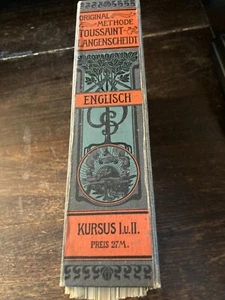 ORIGINAL-
METHODE
TOUSSAINT-
LANGENSCHEIDT
ENGLISCH
KURSUS I.u.II.
PREIS 27.M.